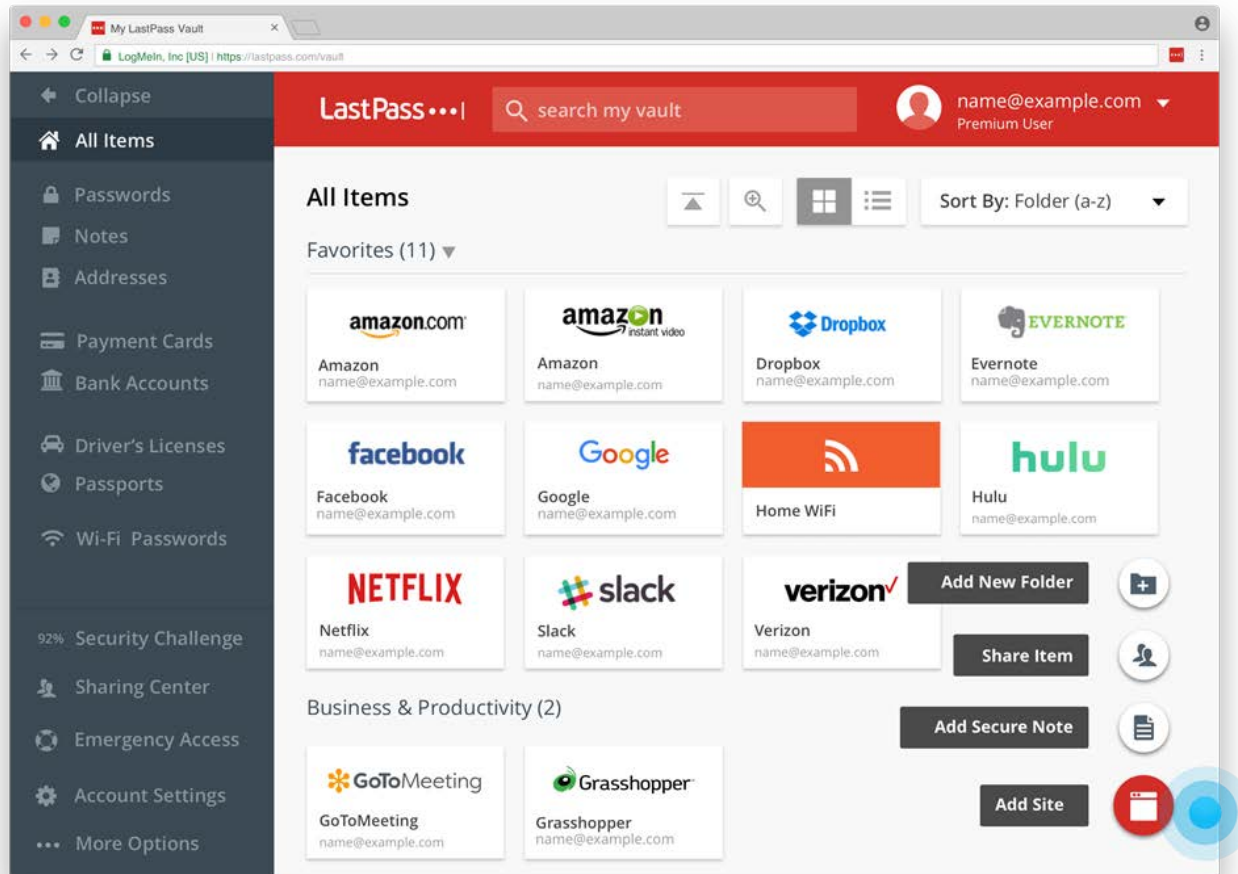 My LastPass Vault
LogMeIn, Inc [US] | https://lastpass.com/vault
Collapse
All Items
Passwords
Notes
Addresses
Payment Cards
Bank Accounts
Driver's Licenses
Passports
Wi-Fi Passwords
92% Security Challenge
Sharing Center
Emergency Access
Account Settings
More Options
LastPass
search my vault
name@example.com
Premium User
All Items
Sort By: Folder (a-z)
Favorites (11)
amazon.com
Amazon
name@example.com
amazon
instant video
Amazon
name@example.com
Dropbox
Dropbox
name@example.com
EVERNOTE
Evernote
name@example.com
facebook
Facebook
name@example.com
Google
Google
name@example.com
Home WiFi
hulu
Hulu
name@example.com
NETFLIX
Netflix
name@example.com
slack
Slack
name@example.com
verizon
Verizon
name@example.com
Add New Folder
Share Item
Add Secure Note
Add Site
Business & Productivity (2)
GoToMeeting
GoToMeeting
name@example.com
Grasshopper
Grasshopper
name@example.com